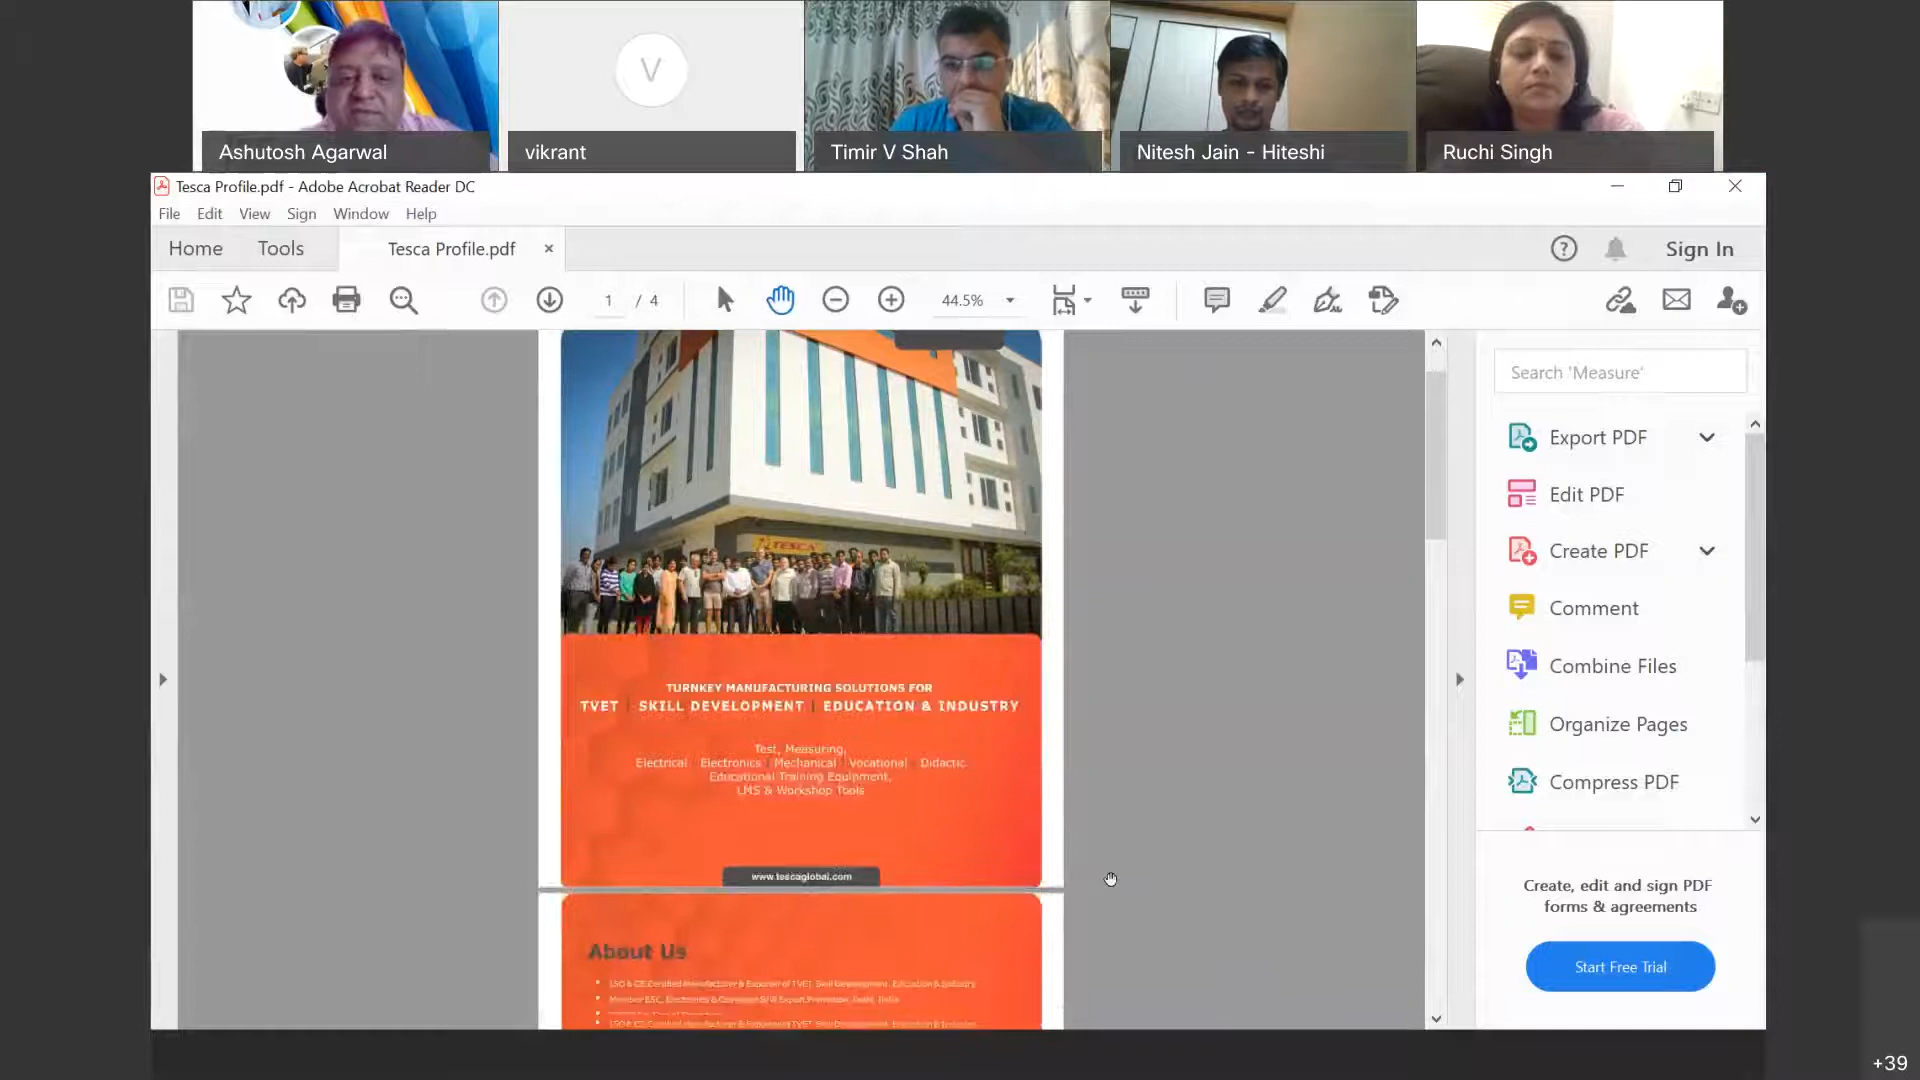 V
Ashutosh Agarwal
vikrant
Timir V Shah
Nitesh Jain - Hiteshi
Ruchi Singh
Tesca Profile.pdf - Adobe Acrobat Reader DC
File Edit View Sign Window Help
Home Tools Tesca Profile.pdf × Sign In
1 / 4 44.5%
Search 'Measure'
Export PDF
Edit PDF
Create PDF
Comment
Combine Files
Organize Pages
Compress PDF
Create, edit and sign PDF
forms & agreements
Start Free Trial
TESCA
TURNKEY MANUFACTURING SOLUTIONS FOR
TVET | SKILL DEVELOPMENT | EDUCATION & INDUSTRY
Test, Measuring,
Electrical | Electronics | Mechanical | Vocational | Didactic
Educational Training Equipment,
LMS & Workshop Tools
www.tescaglobal.com
About Us
+39